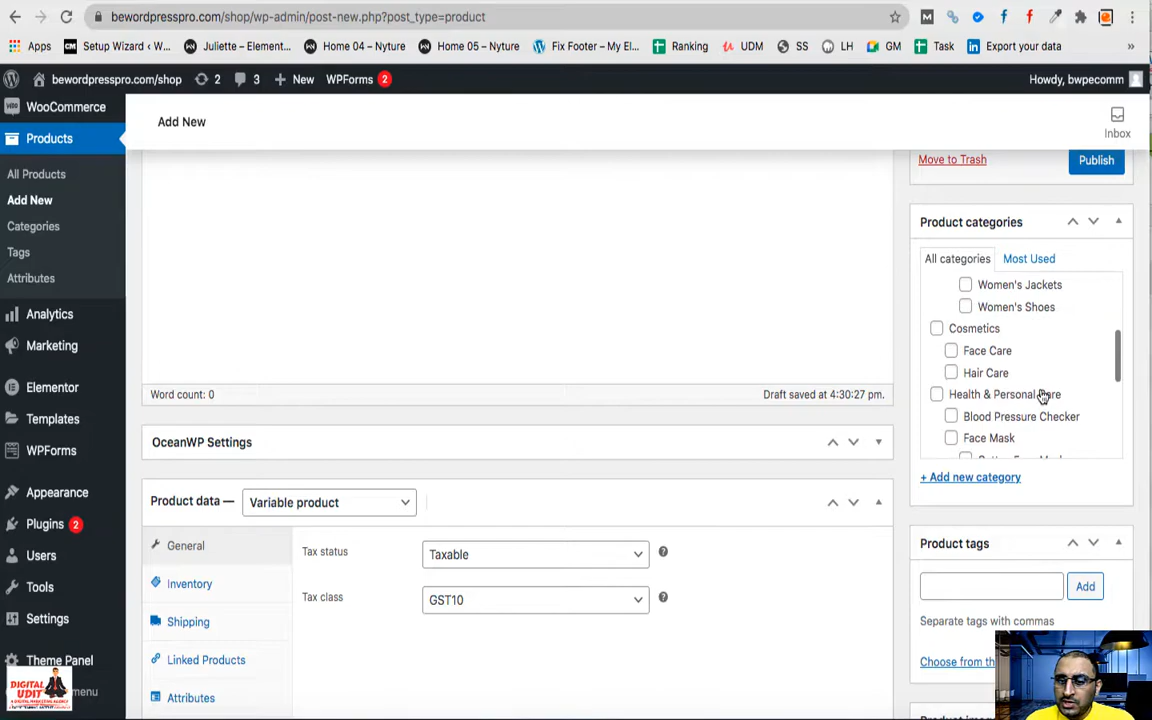 bewordpresspro.com/shop/wp-admin/post-new.php?post_type=product
Apps
Setup Wizard ‹ W...
Juliette – Element...
Home 04 – Nyture
Home 05 – Nyture
Fix Footer – My El...
Ranking
UDM
SS
LH
GM
Task
Export your data
»
bewordpresspro.com/shop
2
3
New
WPForms 2
Howdy, bwpecomm
WooCommerce
Products
All Products
Add New
Categories
Tags
Attributes
Analytics
Marketing
Elementor
Templates
WPForms
Appearance
Plugins 2
Users
Tools
Settings
Theme Panel
menu
DIGITAL
UDIT
Add New
Inbox
Move to Trash
Publish
Word count: 0
Draft saved at 4:30:27 pm.
OceanWP Settings
Product data — Variable product
General
Inventory
Shipping
Linked Products
Attributes
Tax status
Taxable
Tax class
GST10
Product categories
All categories
Most Used
Women's Jackets
Women's Shoes
Cosmetics
Face Care
Hair Care
Health & Personal Care
Blood Pressure Checker
Face Mask
+ Add new category
Product tags
Add
Separate tags with commas
Choose from th